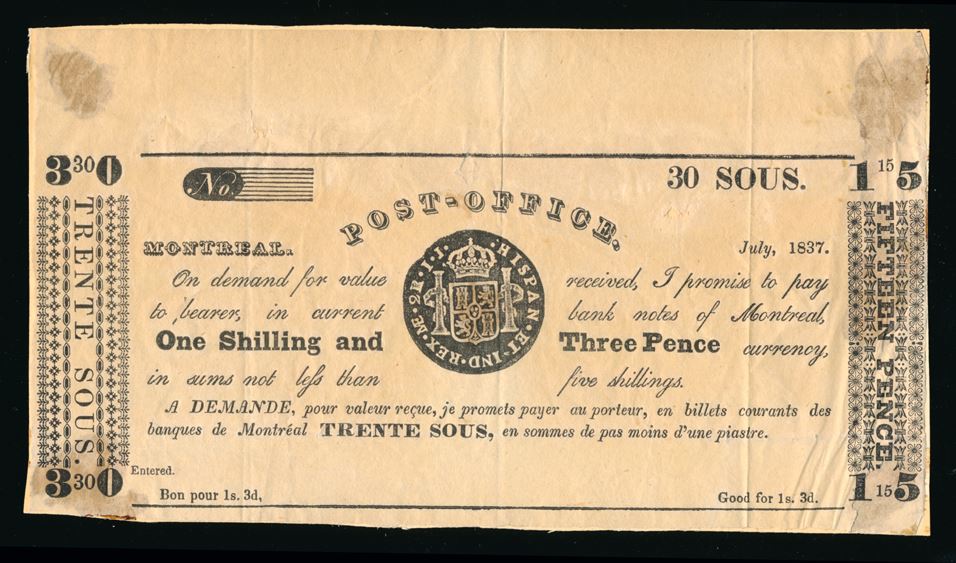 3 30 0
1 15 5
No.
30 SOUS.
POST-OFFICE.
MONTREAL.
July, 1837.
TRENTE SOUS.
FIFTEEN PENCE.
·HISPAN·ET·IND·REX·Mo·2R·I·J·
On demand for value received, I promise to pay
to bearer, in current bank notes of Montreal,
One Shilling and Three Pence currency,
in sums not less than five shillings.
A DEMANDE, pour valeur reçue, je promets payer au porteur, en billets courants des
banques de Montréal TRENTE SOUS, en sommes de pas moins d'une piastre.
Entered.
3 30 0
1 15 5
Bon pour 1s. 3d,
Good for 1s. 3d.